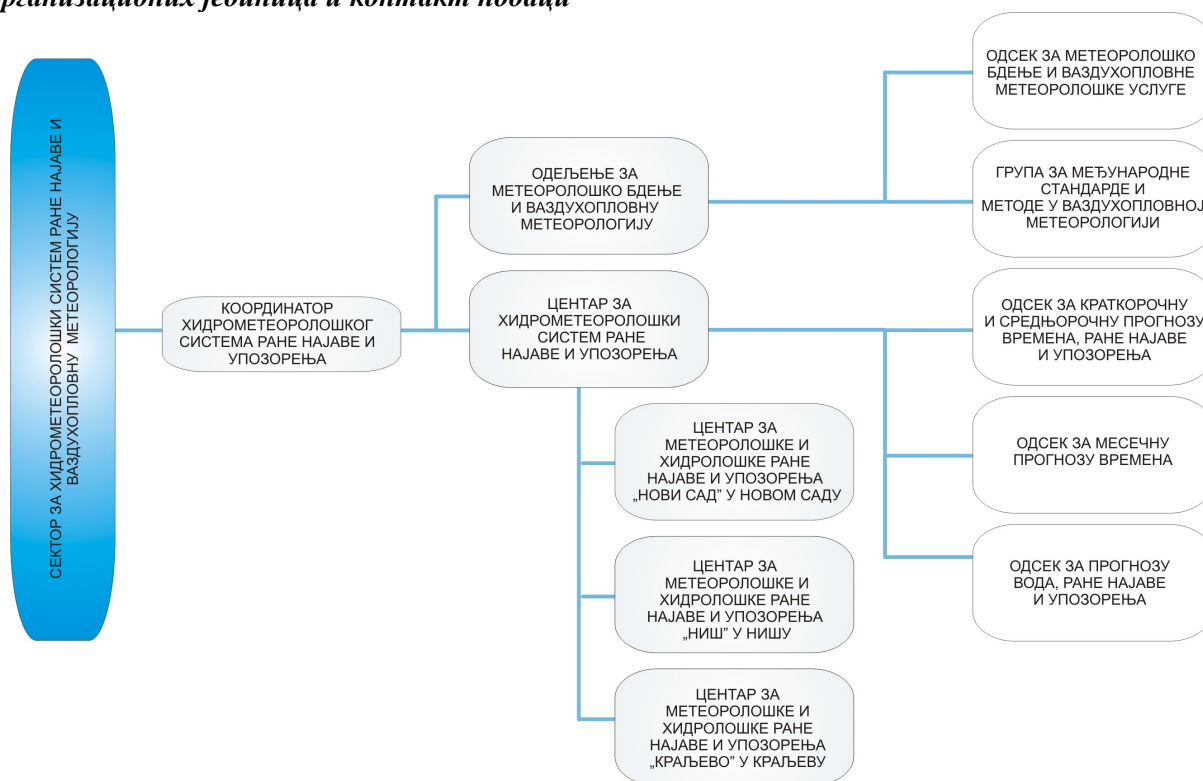 рганизационих јединица и контакт подаци
СЕКТОР ЗА ХИДРОМЕТЕОРОЛОШКИ СИСТЕМ РАНЕ НАЈАВЕ И
ВАЗДУХОПЛОВНУ МЕТЕОРОЛОГИЈУ
КООРДИНАТОР
ХИДРОМЕТЕОРОЛОШКОГ
СИСТЕМА РАНЕ НАЈАВЕ И
УПОЗОРЕЊА
ОДЕЉЕЊЕ ЗА
МЕТЕОРОЛОШКО БДЕЊЕ
И ВАЗДУХОПЛОВНУ
МЕТЕОРОЛОГИЈУ
ЦЕНТАР ЗА
ХИДРОМЕТЕОРОЛОШКИ
СИСТЕМ РАНЕ
НАЈАВЕ И УПОЗОРЕЊА
ЦЕНТАР ЗА
МЕТЕОРОЛОШКЕ И
ХИДРОЛОШКЕ РАНЕ
НАЈАВЕ И УПОЗОРЕЊА
„НОВИ САД” У НОВОМ САДУ
ЦЕНТАР ЗА
МЕТЕОРОЛОШКЕ И
ХИДРОЛОШКЕ РАНЕ
НАЈАВЕ И УПОЗОРЕЊА
„НИШ” У НИШУ
ЦЕНТАР ЗА
МЕТЕОРОЛОШКЕ И
ХИДРОЛОШКЕ РАНЕ
НАЈАВЕ И УПОЗОРЕЊА
„КРАЉЕВО” У КРАЉЕВУ
ОДСЕК ЗА МЕТЕОРОЛОШКО
БДЕЊЕ И ВАЗДУХОПЛОВНЕ
МЕТЕОРОЛОШКЕ УСЛУГЕ
ГРУПА ЗА МЕЂУНАРОДНЕ
СТАНДАРДЕ И
МЕТОДЕ У ВАЗДУХОПЛОВНОЈ
МЕТЕОРОЛОГИЈИ
ОДСЕК ЗА КРАТКОРОЧНУ
И СРЕДЊОРОЧНУ ПРОГНОЗУ
ВРЕМЕНА, РАНЕ НАЈАВЕ
И УПОЗОРЕЊА
ОДСЕК ЗА МЕСЕЧНУ
ПРОГНОЗУ ВРЕМЕНА
ОДСЕК ЗА ПРОГНОЗУ
ВОДА, РАНЕ НАЈАВЕ
И УПОЗОРЕЊА